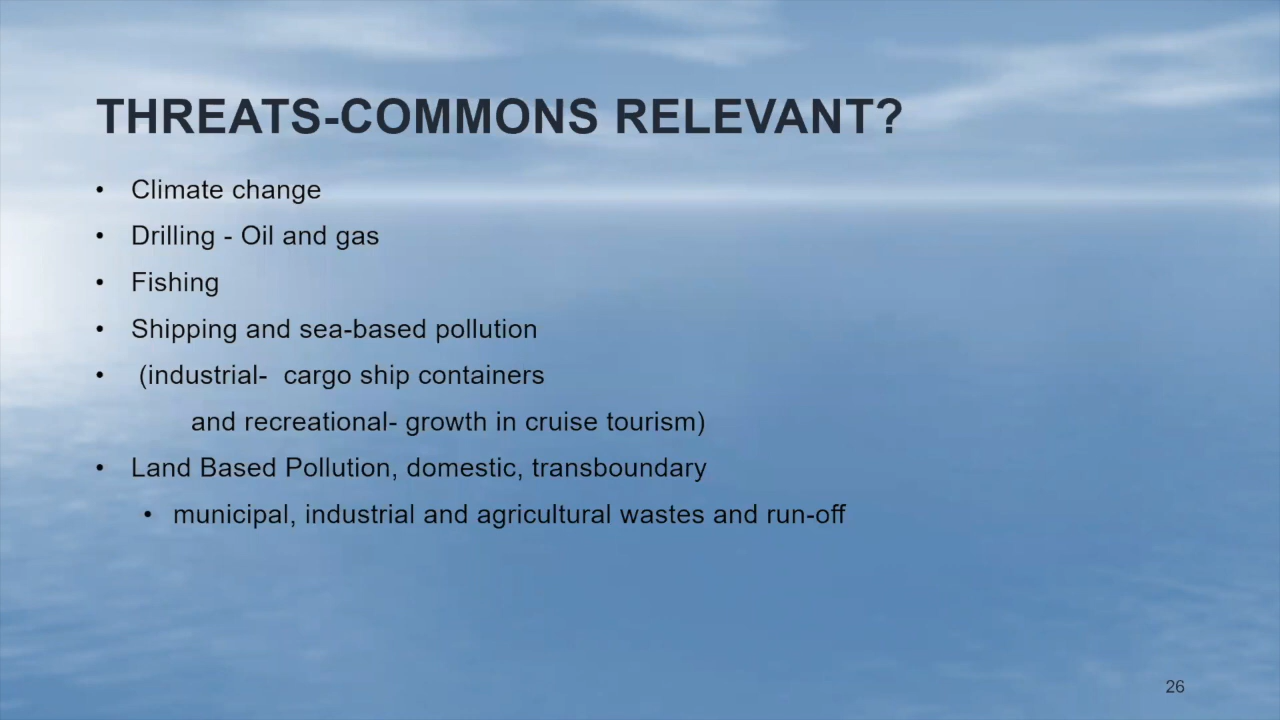 THREATS-COMMONS RELEVANT?
• Climate change
• Drilling - Oil and gas
• Fishing
• Shipping and sea-based pollution
• (industrial-  cargo ship containers
and recreational- growth in cruise tourism)
• Land Based Pollution, domestic, transboundary
• municipal, industrial and agricultural wastes and run-off
26